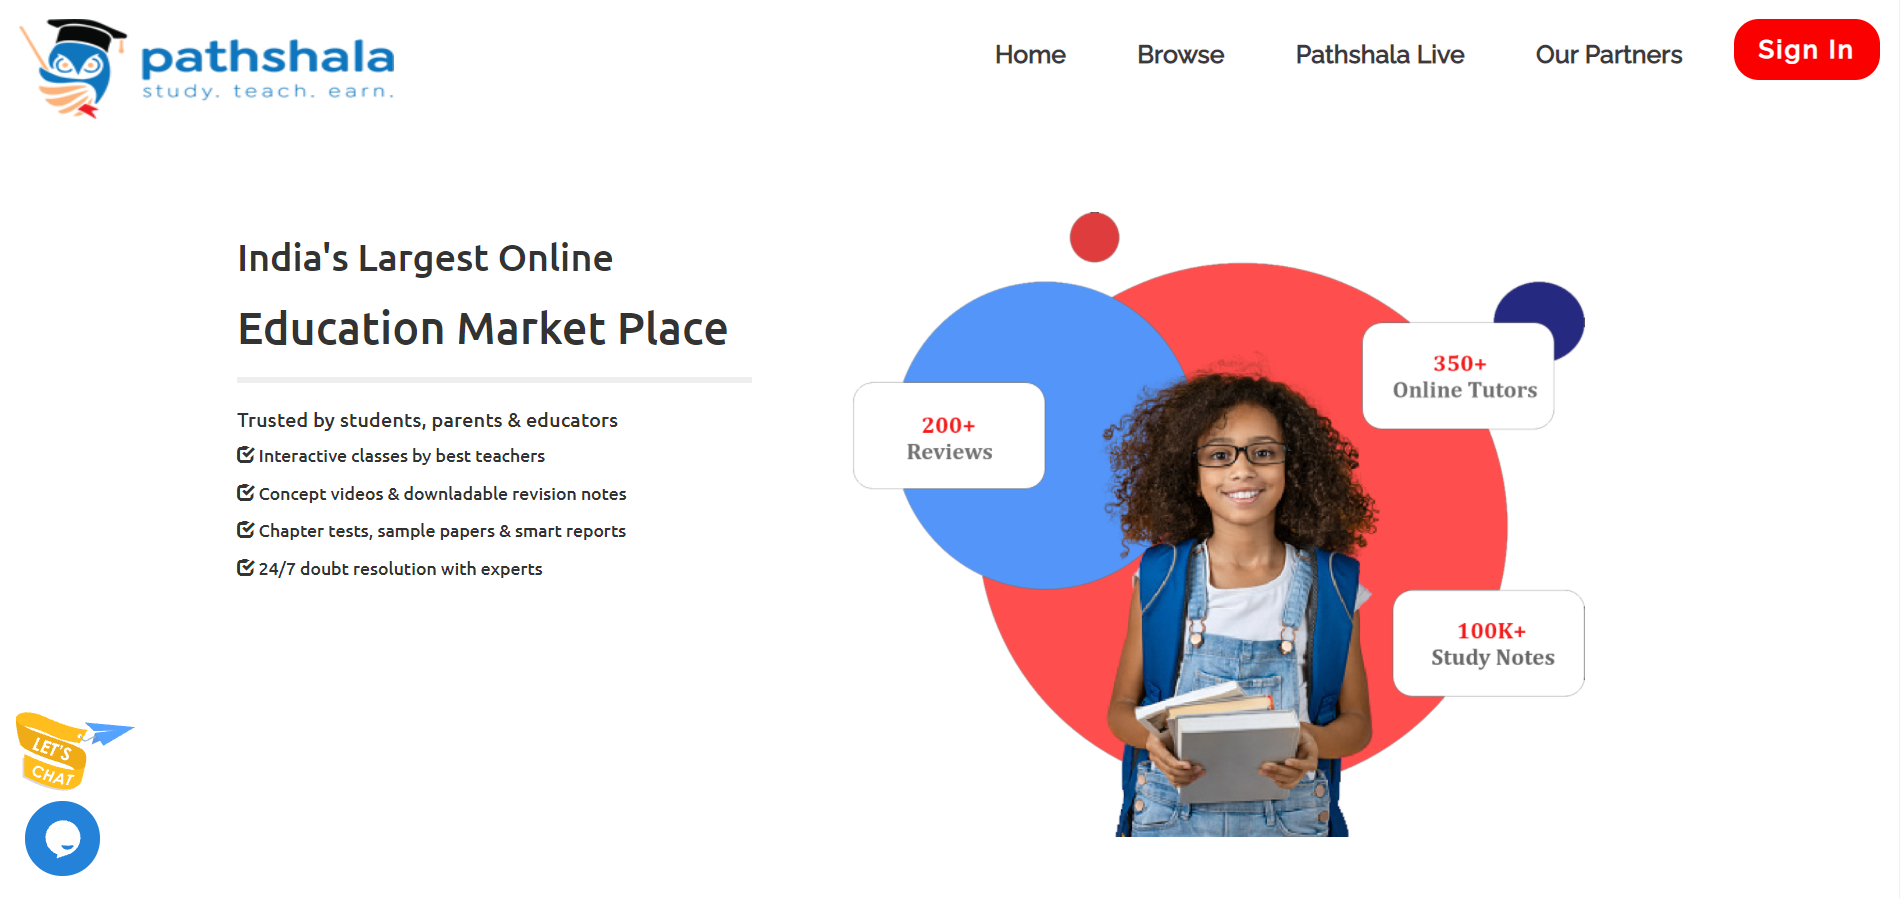 pathshala
study. teach. earn.
Home
Browse
Pathshala Live
Our Partners
Sign In
India's Largest Online
Education Market Place
Trusted by students, parents & educators
Interactive classes by best teachers
Concept videos & downladable revision notes
Chapter tests, sample papers & smart reports
24/7 doubt resolution with experts
200+
Reviews
350+
Online Tutors
100K+
Study Notes
LET'S
CHAT